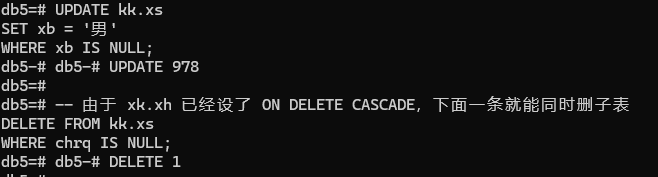 db5=# UPDATE kk.xs
SET xb = '男'
WHERE xb IS NULL;
db5-# db5-# UPDATE 978
db5=#
db5=# -- 由于 xk.xh 已经设了 ON DELETE CASCADE，下面一条就能同时删子表
DELETE FROM kk.xs
WHERE chrq IS NULL;
db5=# db5-# DELETE 1